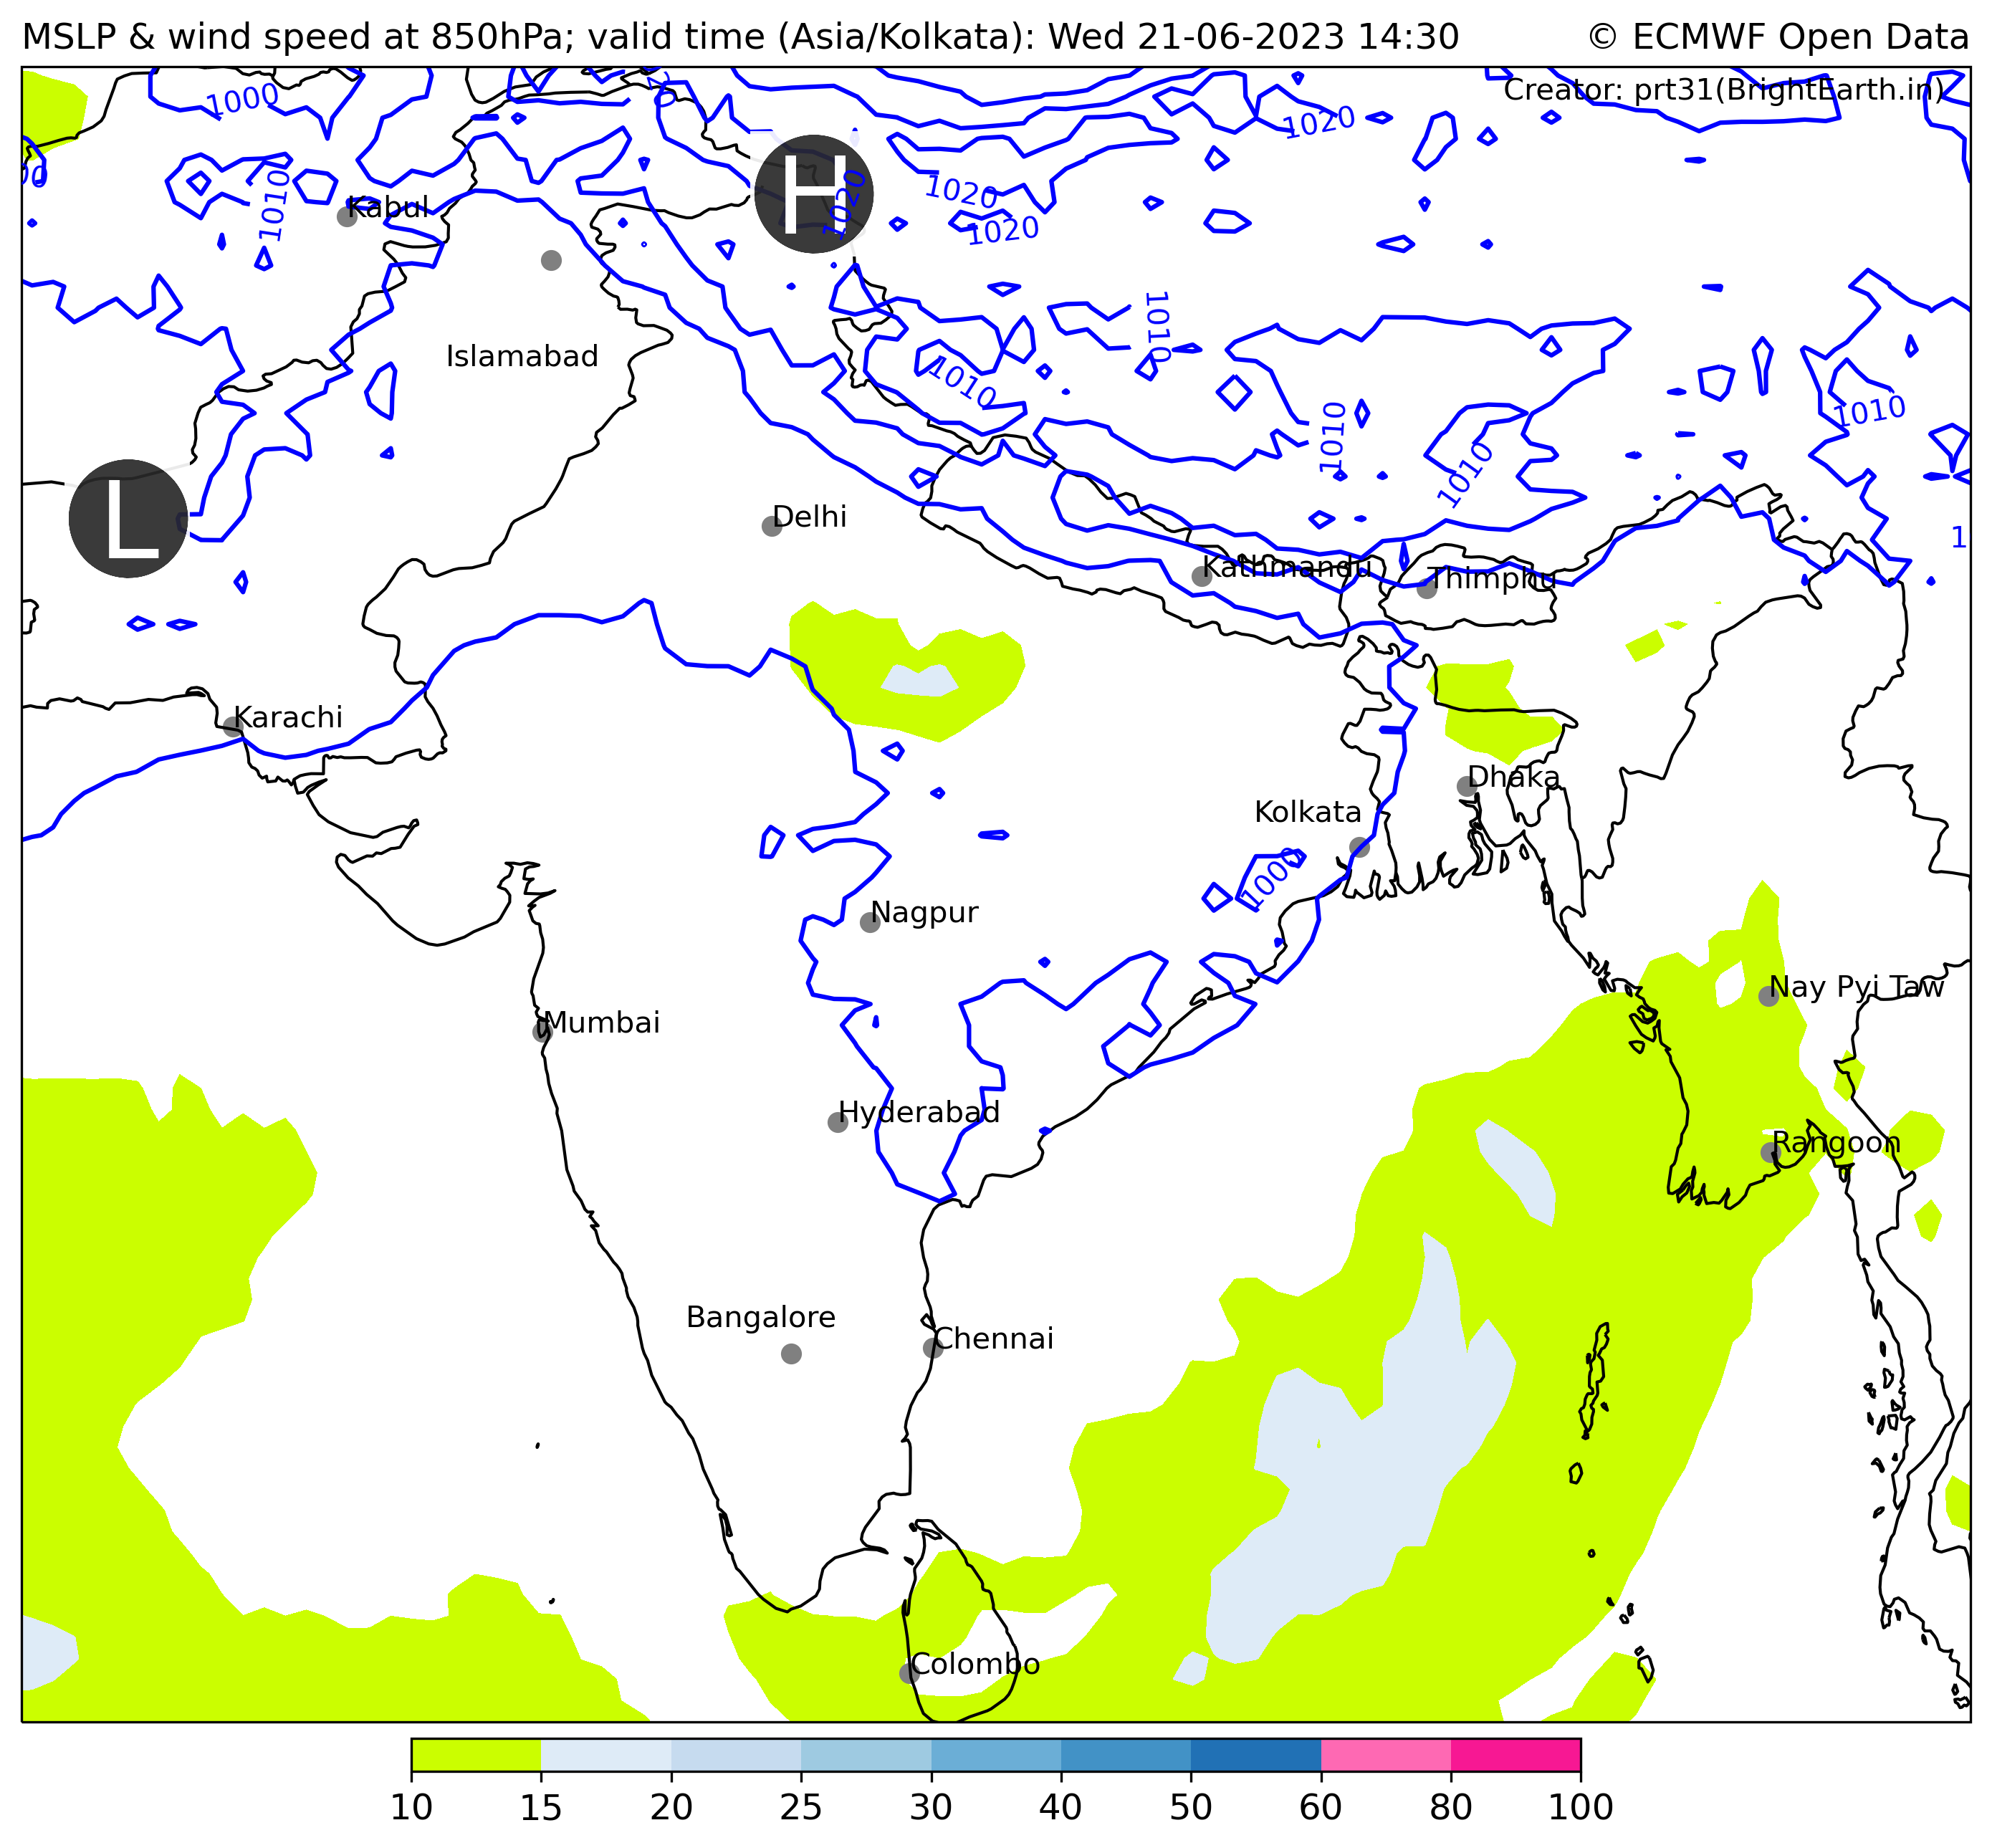 MSLP & wind speed at 850hPa; valid time (Asia/Kolkata): Wed 21-06-2023 14:30
© ECMWF Open Data
Creator: prt31(BrightEarth.in)
1000
1020
H
1020
1020
1020
1010
Kabul
1010
Islamabad
1010
1010
1010
1010
L
Delhi
Kathmandu
Thimphu
Karachi
Dhaka
Kolkata
1000
Nagpur
Nay Pyi Taw
Mumbai
Hyderabad
Rangoon
Bangalore
Chennai
Colombo
10 15 20 25 30 40 50 60 80 100